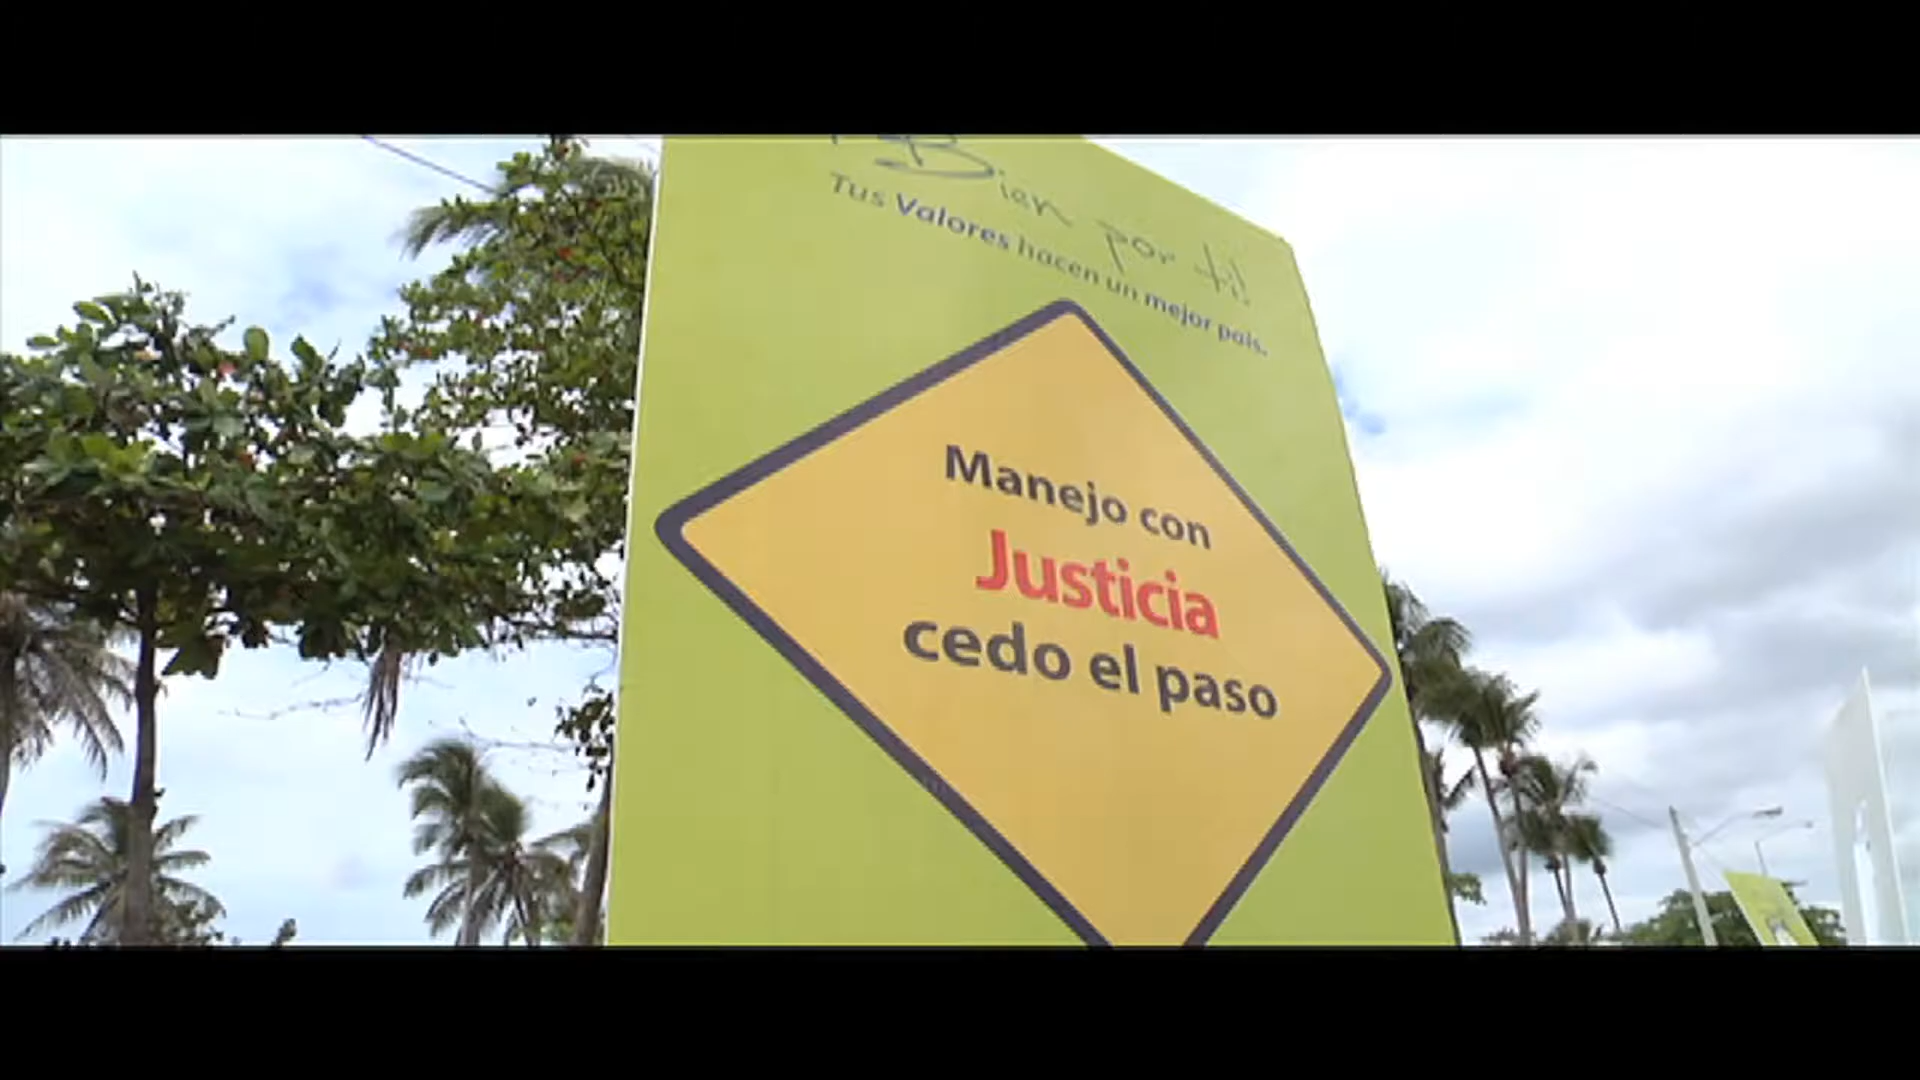 Bien por ti!
Tus Valores hacen un mejor país.
Manejo con
Justicia
cedo el paso